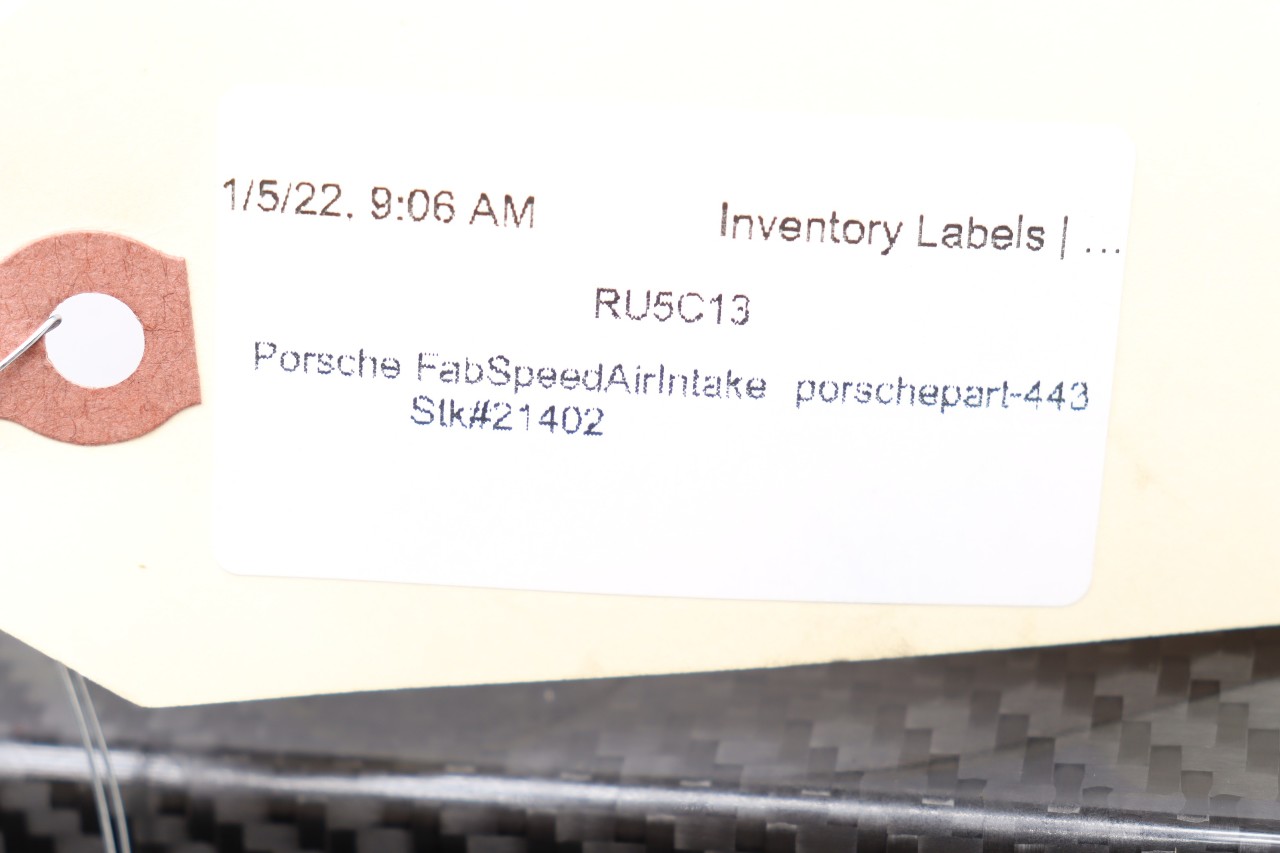 1/5/22, 9:06 AM Inventory Labels | ...
RU5C13
Porsche FabSpeedAirIntake porschepart-443
Stk#21402